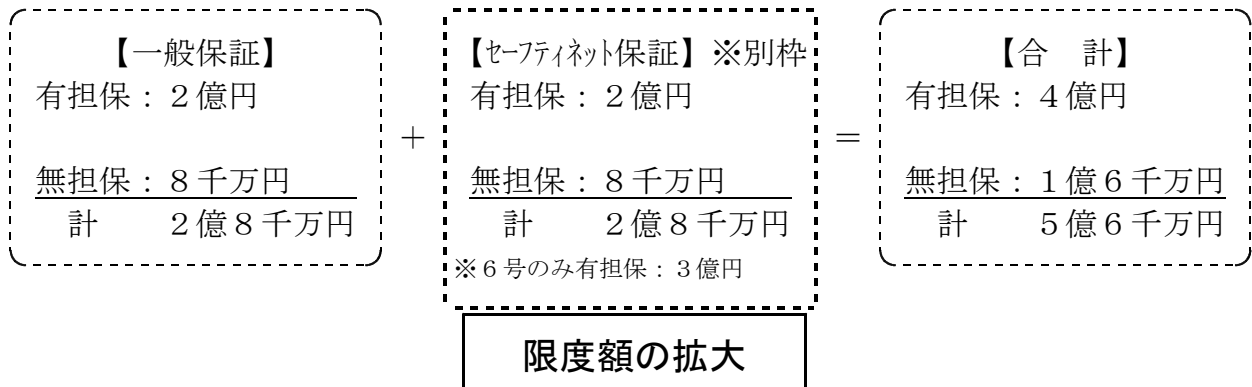 【一般保証】
有担保：２億円
無担保：８千万円
計　　２億８千万円
＋
【ｾｰﾌﾃｨﾈｯﾄ保証】※別枠
有担保：２億円
無担保：８千万円
計　　２億８千万円
※６号のみ有担保：３億円
＝
【合　計】
有担保：４億円
無担保：１億６千万円
計　　５億６千万円
限度額の拡大